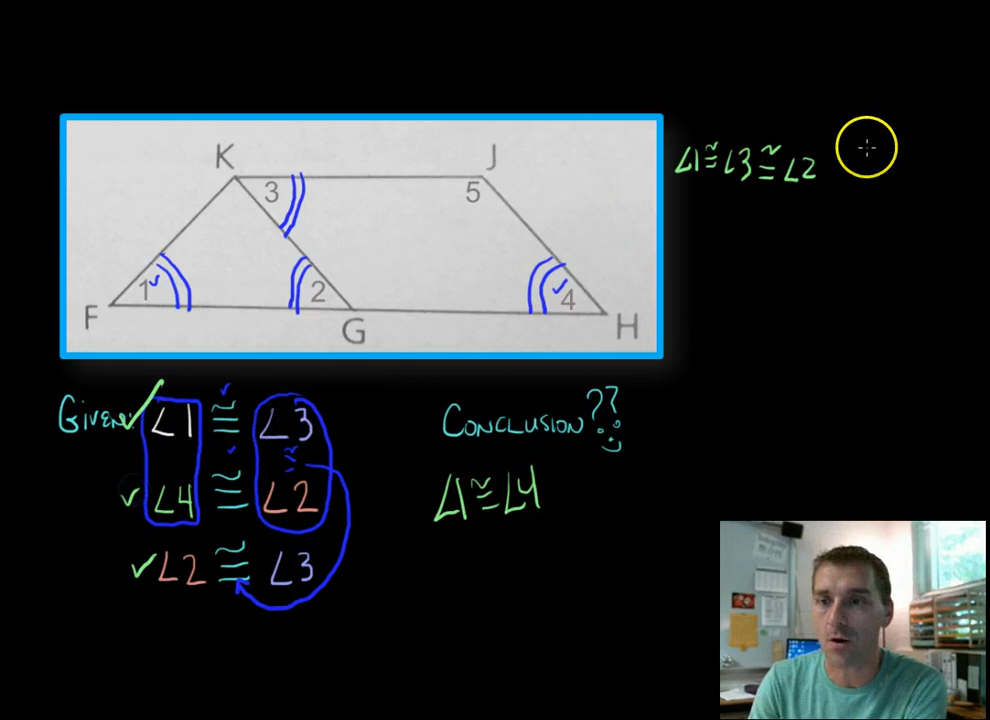 K
J
3
5
1
2
4
F
G
H
∠1 ≅ ∠3 ≅ ∠2
Given:
∠1 ≅ ∠3
≅
∠4 ≅ ∠2
∠2 ≅ ∠3
Conclusion??
∠1 ≅ ∠4